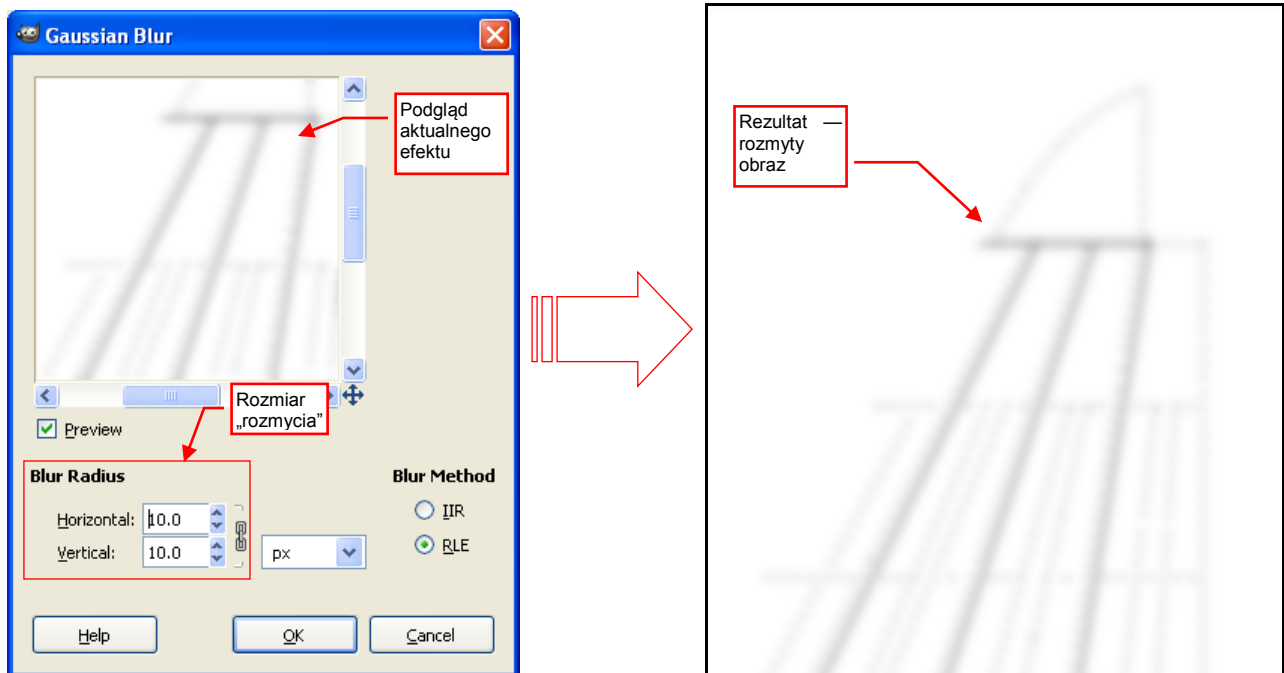 Gaussian Blur
Podgląd
aktualnego
efektu
Rozmiar
„rozmycia”
Preview
Blur Radius
Horizontal: 10.0
Vertical: 10.0
px
Blur Method
IIR
RLE
Help
OK
Cancel
Rezultat —
rozmyty
obraz